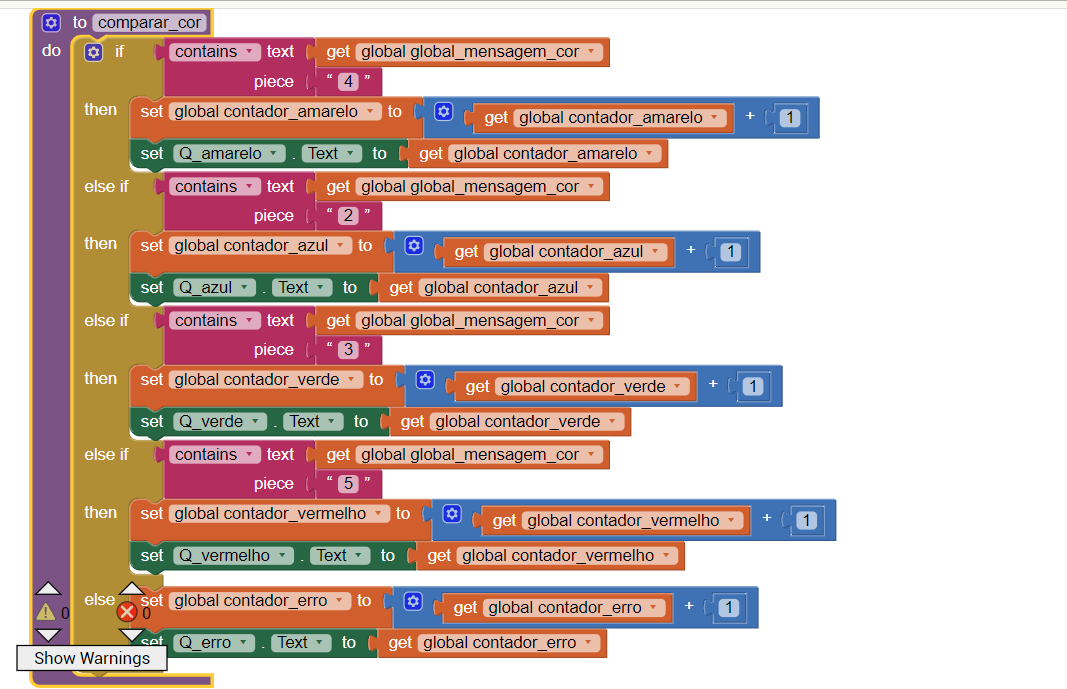 to comparar_cor
do if contains text get global global_mensagem_cor
piece “ 4 ”
then set global contador_amarelo to get global contador_amarelo + 1
set Q_amarelo . Text to get global contador_amarelo
else if contains text get global global_mensagem_cor
piece “ 2 ”
then set global contador_azul to get global contador_azul + 1
set Q_azul . Text to get global contador_azul
else if contains text get global global_mensagem_cor
piece “ 3 ”
then set global contador_verde to get global contador_verde + 1
set Q_verde . Text to get global contador_verde
else if contains text get global global_mensagem_cor
piece “ 5 ”
then set global contador_vermelho to get global contador_vermelho + 1
set Q_vermelho . Text to get global contador_vermelho
else set global contador_erro to get global contador_erro + 1
0 0
set Q_erro . Text to get global contador_erro
Show Warnings